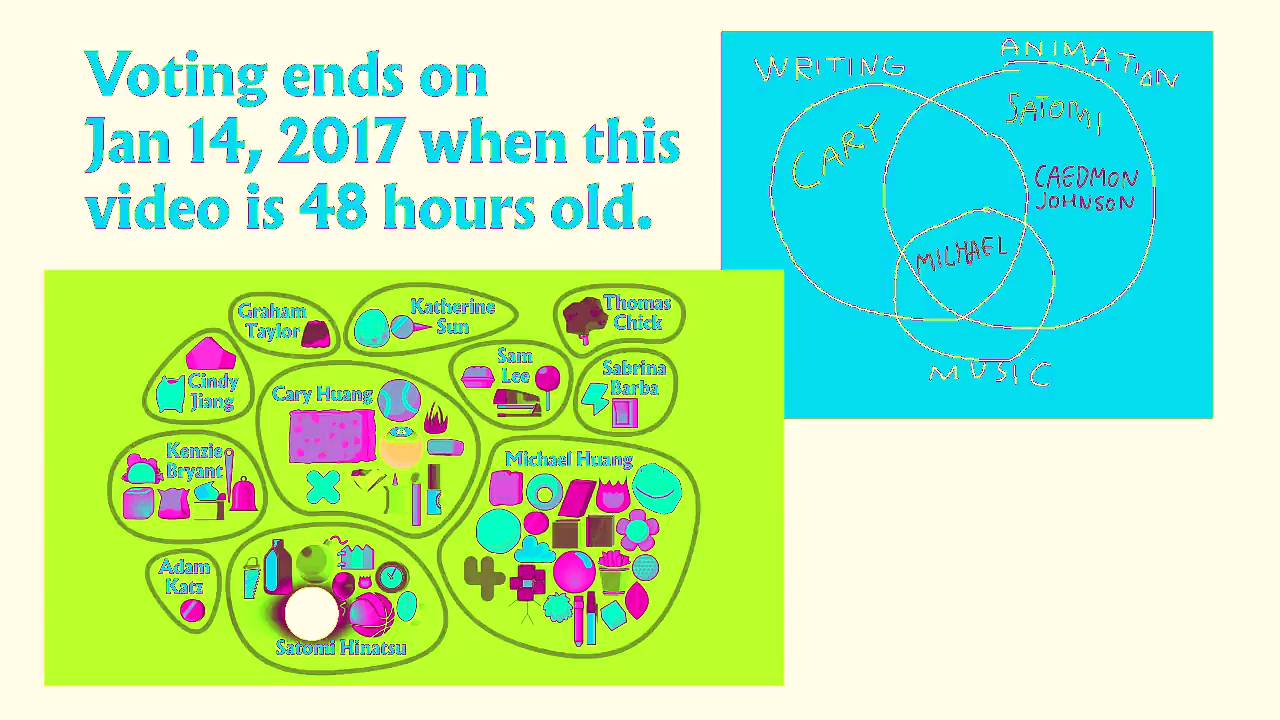 Voting ends on
Jan 14, 2017 when this
video is 48 hours old.
WRITING
ANIMATION
CARY
SATOMI
CAEDMON
JOHNSON
MICHAEL
MUSIC
Graham
Taylor
Katherine
Sun
Thomas
Chick
Cindy
Jiang
Cary Huang
Sam
Lee
Sabrina
Barba
Kenzie
Bryant
Michael Huang
Adam
Katz
Satomi Hinatsu